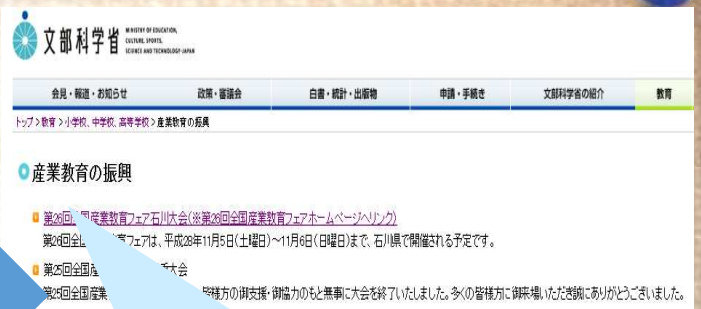 文部科学省 MINISTRY OF EDUCATION,
CULTURE, SPORTS,
SCIENCE AND TECHNOLOGY-JAPAN
会見・報道・お知らせ 政策・審議会 白書・統計・出版物 申請・手続き 文部科学省の紹介 教育
トップ > 教育 > 小学校、中学校、高等学校 > 産業教育の振興
産業教育の振興
第26回全国産業教育フェア石川大会(※第26回全国産業教育フェアホームページへリンク)
第26回全 育フェアは、平成28年11月5日(土曜日)~11月6日(日曜日)まで、石川県で開催される予定です。
第25回全国産 大会
第25回全国産業 皆様方の御支援・御協力のもと無事に大会を終了いたしました。多くの皆様方に御来場いただき誠にありがとうございました。